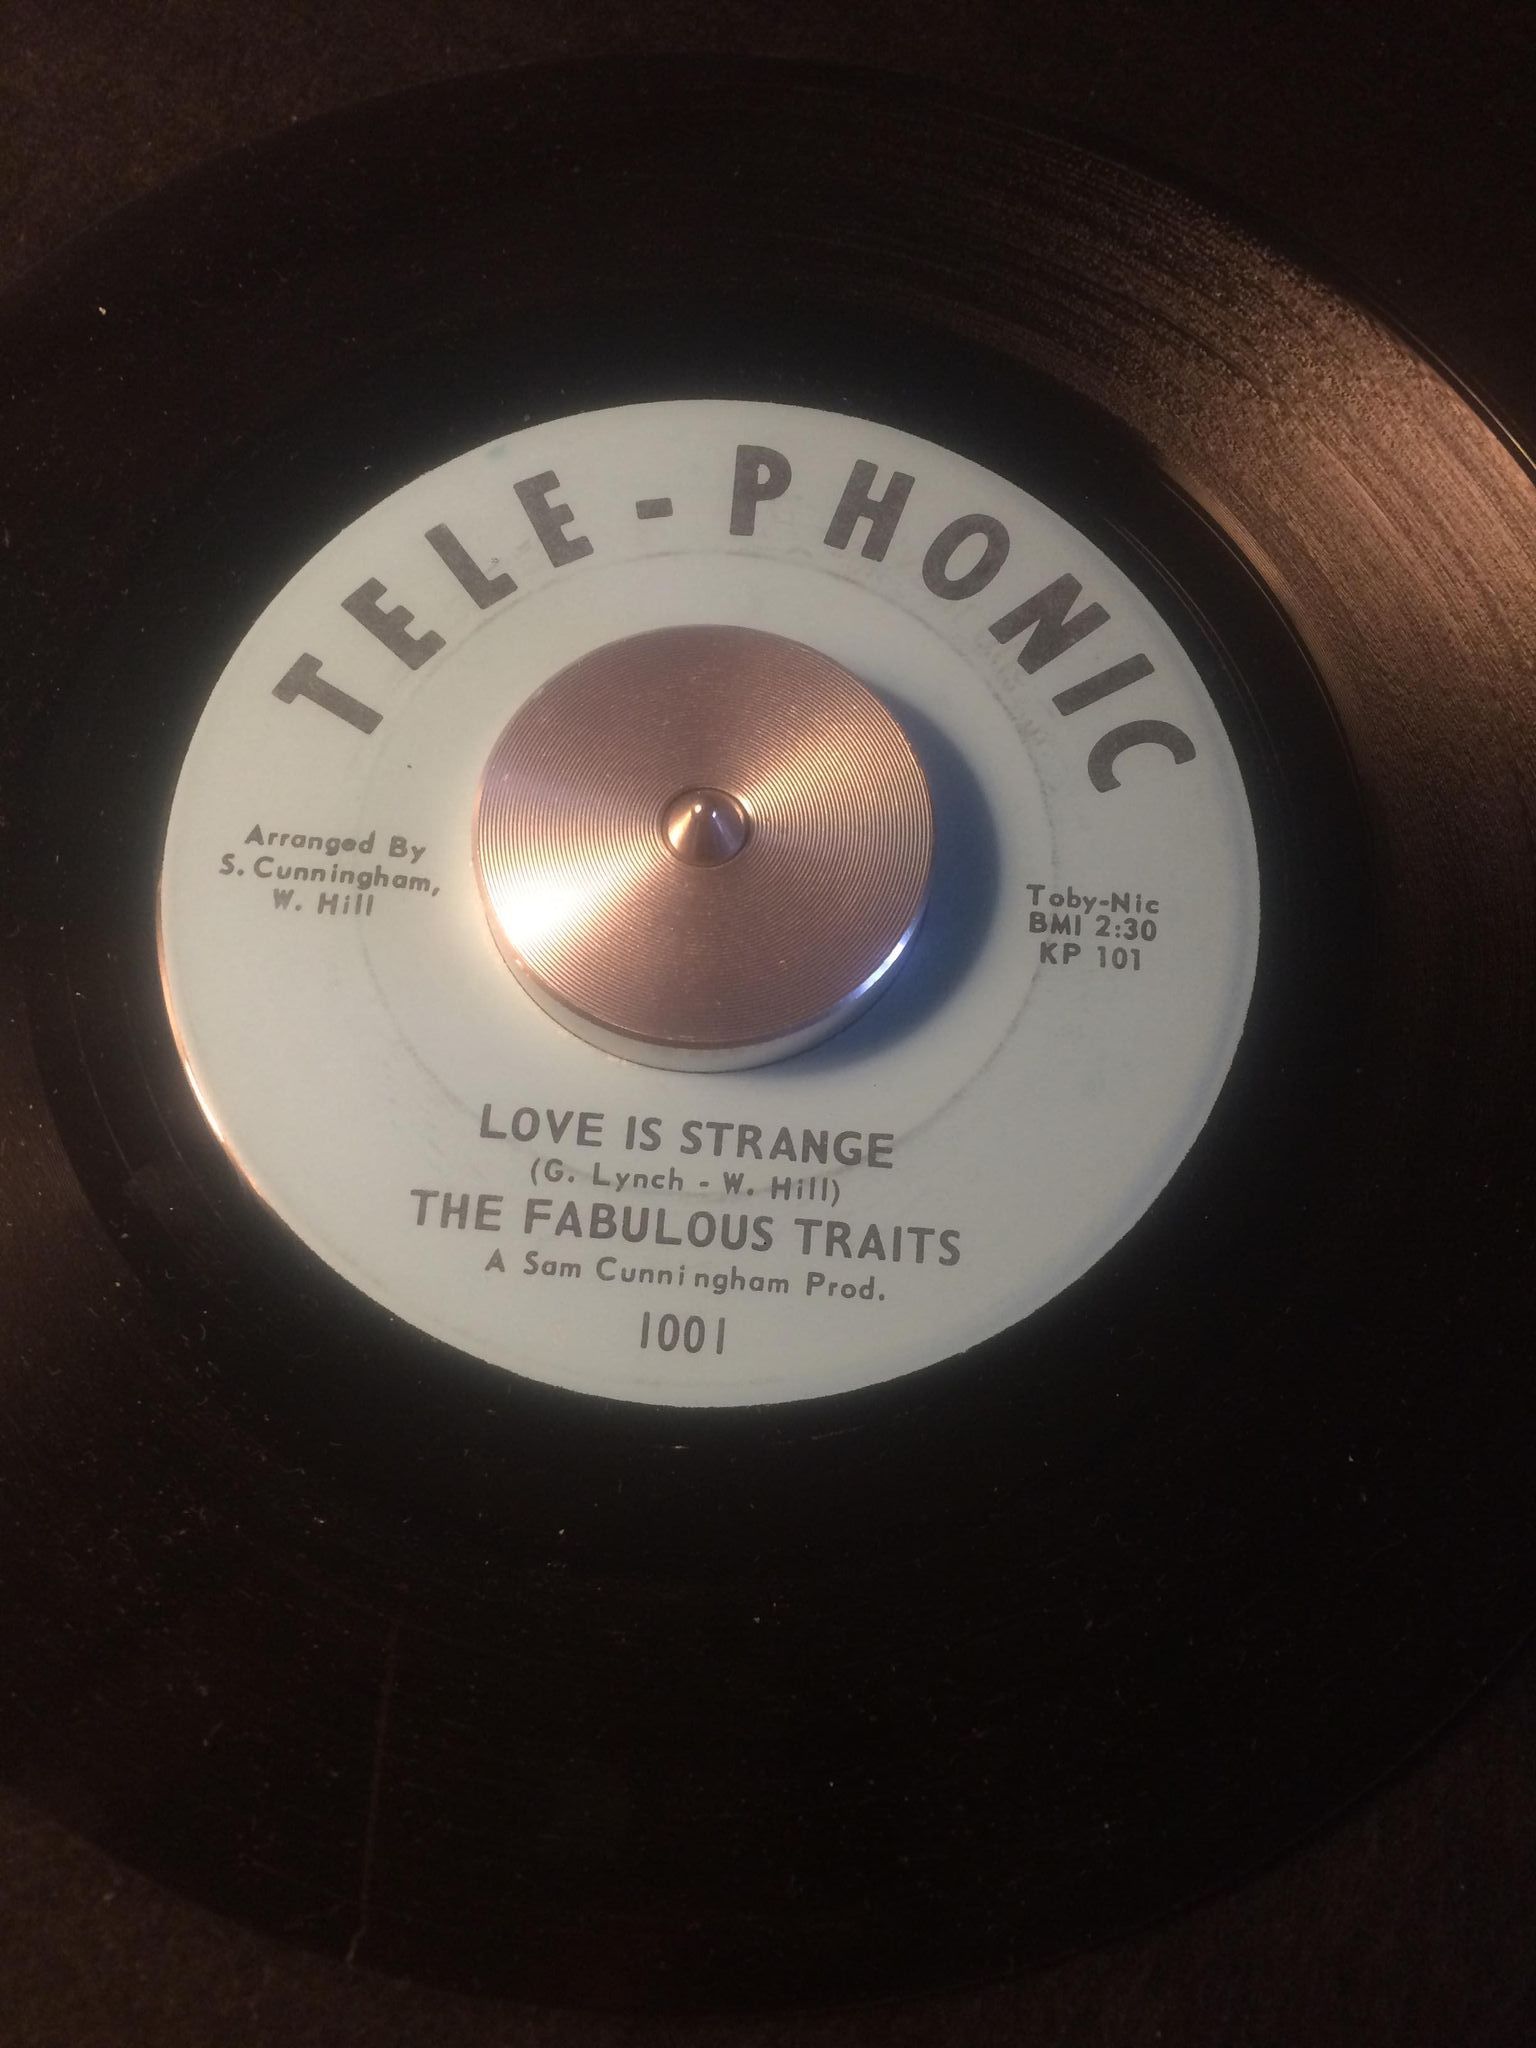 TELE-PHONIC
Arranged By
S. Cunningham,
W. Hill
Toby-Nic
BMI 2:30
KP 101
LOVE IS STRANGE
(G. Lynch - W. Hill)
THE FABULOUS TRAITS
A Sam Cunningham Prod.
1001